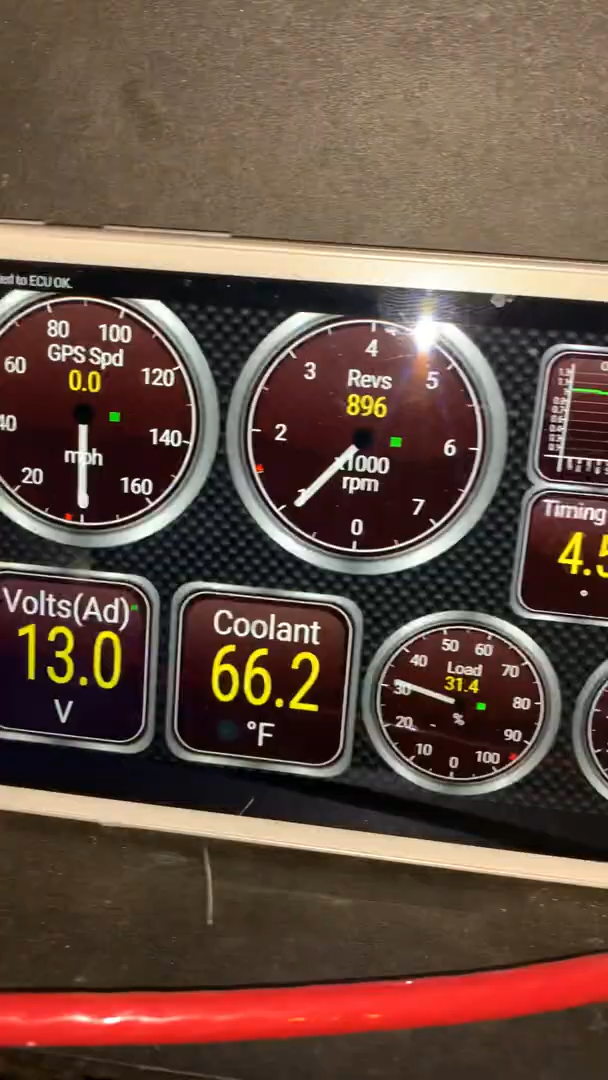 ed to ECU OK.
GPS Spd
0.0
mph
20
40
60
80
100
120
140
160
Revs
896
x1000
rpm
0
1
2
3
4
5
6
7
Timing
4.5
°
Volts(Ad)
13.0
V
Coolant
66.2
°F
Load
31.4
%
0
10
20
30
40
50
60
70
80
90
100